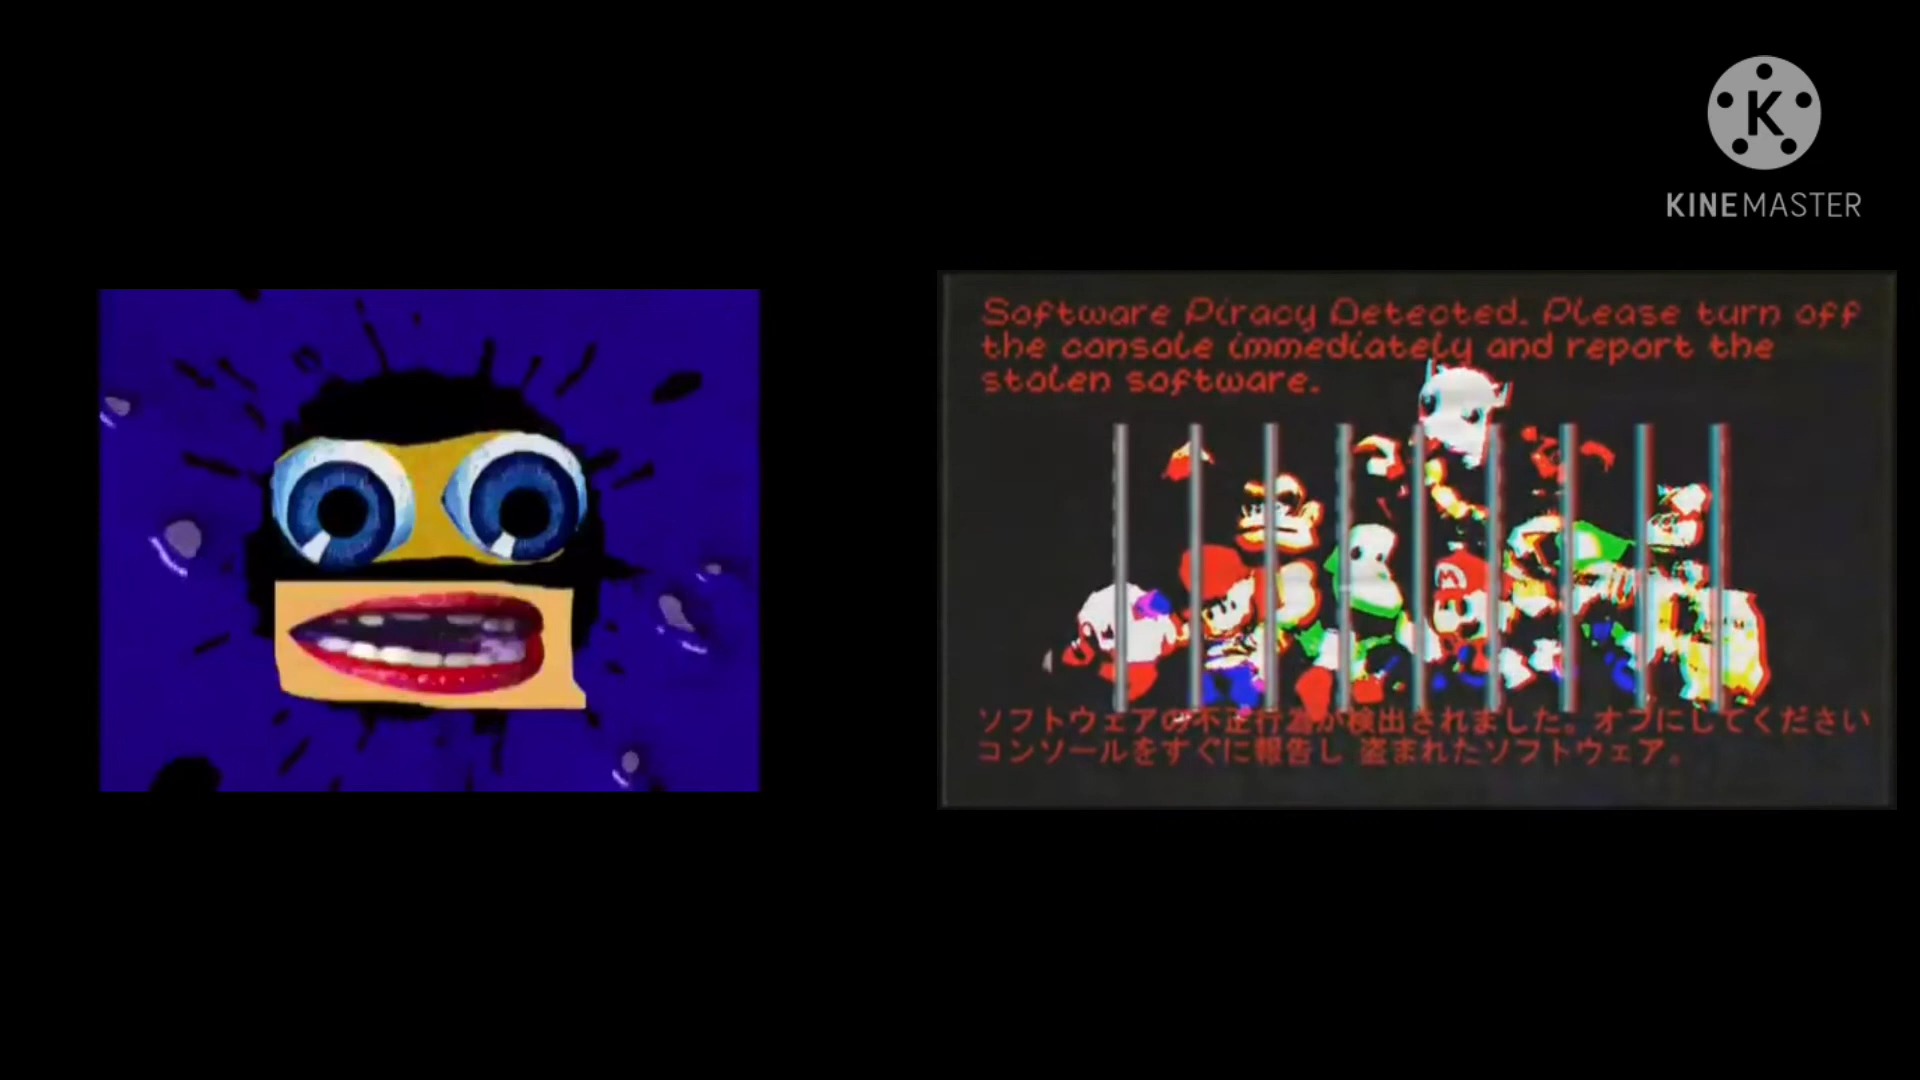 K
KINEMASTER
Software Piracy Detected. Please turn off
the console immediately and report the
stolen software.
M
ソフトウェアの不正行為が検出されました。オフにしてください
コンソールをすぐに報告し 盗まれたソフトウェア。